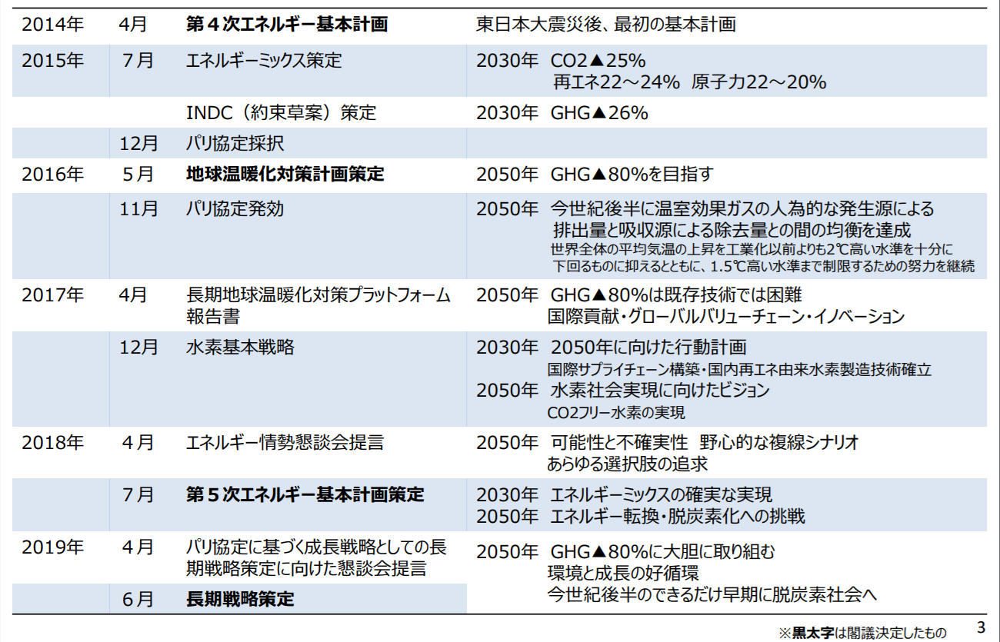 2014年 4月 第４次エネルギー基本計画 東日本大震災後、最初の基本計画
2015年 ７月 エネルギーミックス策定 2030年 CO2▲25%
再エネ22～24% 原子力22～20%
INDC（約束草案）策定 2030年 GHG▲26%
12月 パリ協定採択
2016年 ５月 地球温暖化対策計画策定 2050年 GHG▲80%を目指す
11月 パリ協定発効 2050年 今世紀後半に温室効果ガスの人為的な発生源による
排出量と吸収源による除去量との間の均衡を達成
世界全体の平均気温の上昇を工業化以前よりも2℃高い水準を十分に
下回るものに抑えるとともに、1.5℃高い水準まで制限するための努力を継続
2017年 4月 長期地球温暖化対策プラットフォーム 2050年 GHG▲80%は既存技術では困難
報告書 国際貢献・グローバルバリューチェーン・イノベーション
12月 水素基本戦略 2030年 2050年に向けた行動計画
国際サプライチェーン構築・国内再エネ由来水素製造技術確立
2050年 水素社会実現に向けたビジョン
CO2フリー水素の実現
2018年 ４月 エネルギー情勢懇談会提言 2050年 可能性と不確実性 野心的な複線シナリオ
あらゆる選択肢の追求
７月 第５次エネルギー基本計画策定 2030年 エネルギーミックスの確実な実現
2050年 エネルギー転換・脱炭素化への挑戦
2019年 ４月 パリ協定に基づく成長戦略としての長 2050年 GHG▲80%に大胆に取り組む
期戦略策定に向けた懇談会提言 環境と成長の好循環
６月 長期戦略策定 今世紀後半のできるだけ早期に脱炭素社会へ
※黒太字は閣議決定したもの 3